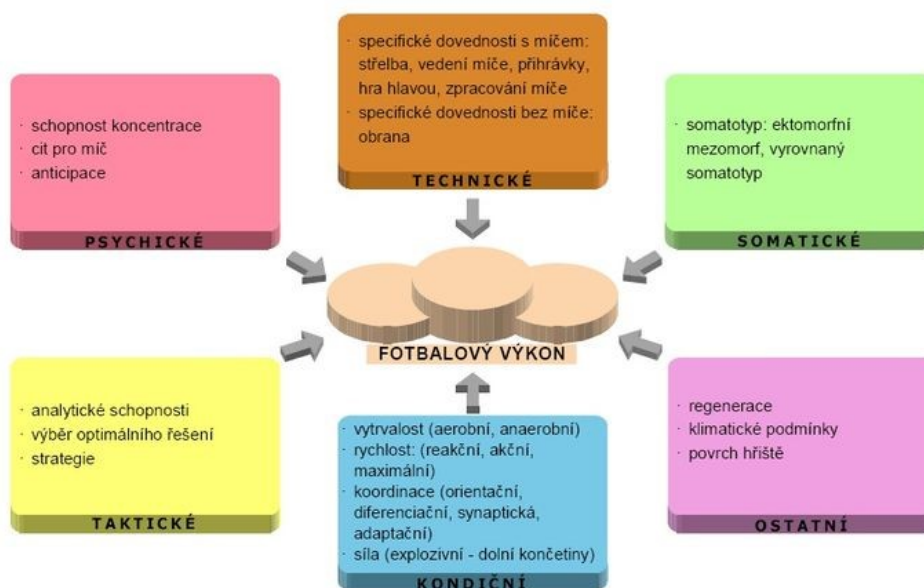 · specifické dovednosti s míčem:
střelba, vedení míče, přihrávky,
hra hlavou, zpracování míče
· specifické dovednosti bez míče:
obrana
TECHNICKÉ
· schopnost koncentrace
· cit pro míč
· anticipace
PSYCHICKÉ
· somatotyp: ektomorfní
mezomorf, vyrovnaný
somatotyp
SOMATICKÉ
FOTBALOVÝ VÝKON
· analytické schopnosti
· výběr optimálního řešení
· strategie
TAKTICKÉ
· vytrvalost (aerobní, anaerobní)
· rychlost: (reakční, akční,
maximální)
· koordinace (orientační,
diferenciační, synaptická,
adaptační)
· síla (explozivní - dolní končetiny)
KONDIČNÍ
· regenerace
· klimatické podmínky
· povrch hřiště
OSTATNÍ